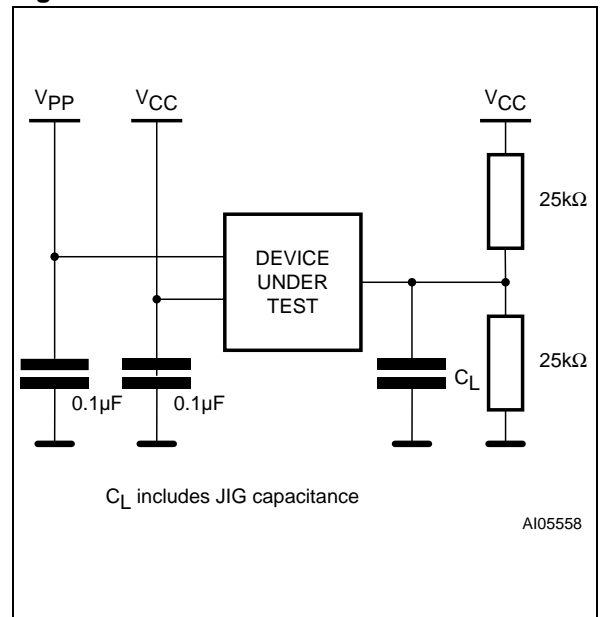 VPP
VCC
VCC
25kΩ
DEVICE
UNDER
TEST
25kΩ
CL
0.1µF
0.1µF
CL includes JIG capacitance
AI05558